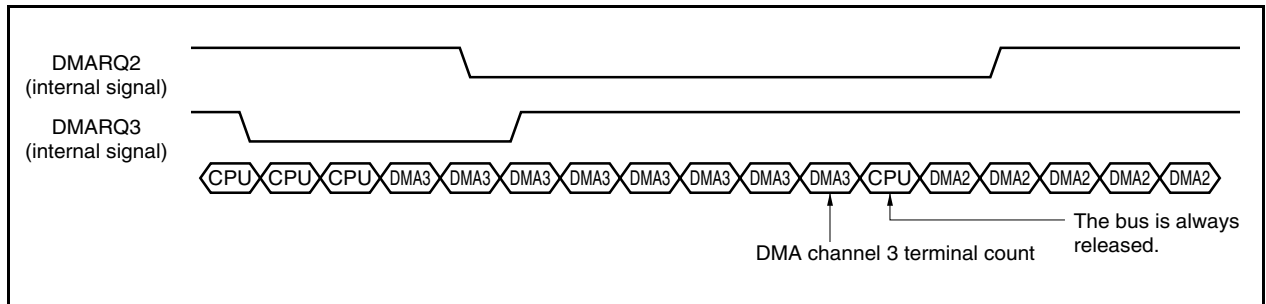 DMARQ2
(internal signal)
DMARQ3
(internal signal)
CPU CPU CPU DMA3 DMA3 DMA3 DMA3 DMA3 DMA3 DMA3 DMA3 CPU DMA2 DMA2 DMA2 DMA2 DMA2
DMA channel 3 terminal count
The bus is always
released.